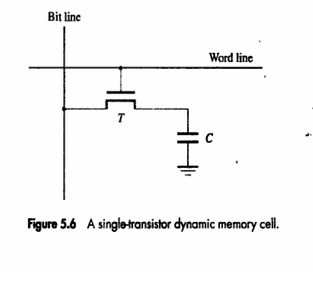 Bit line
Word line
T
C
Figure 5.6 A single-transistor dynamic memory cell.